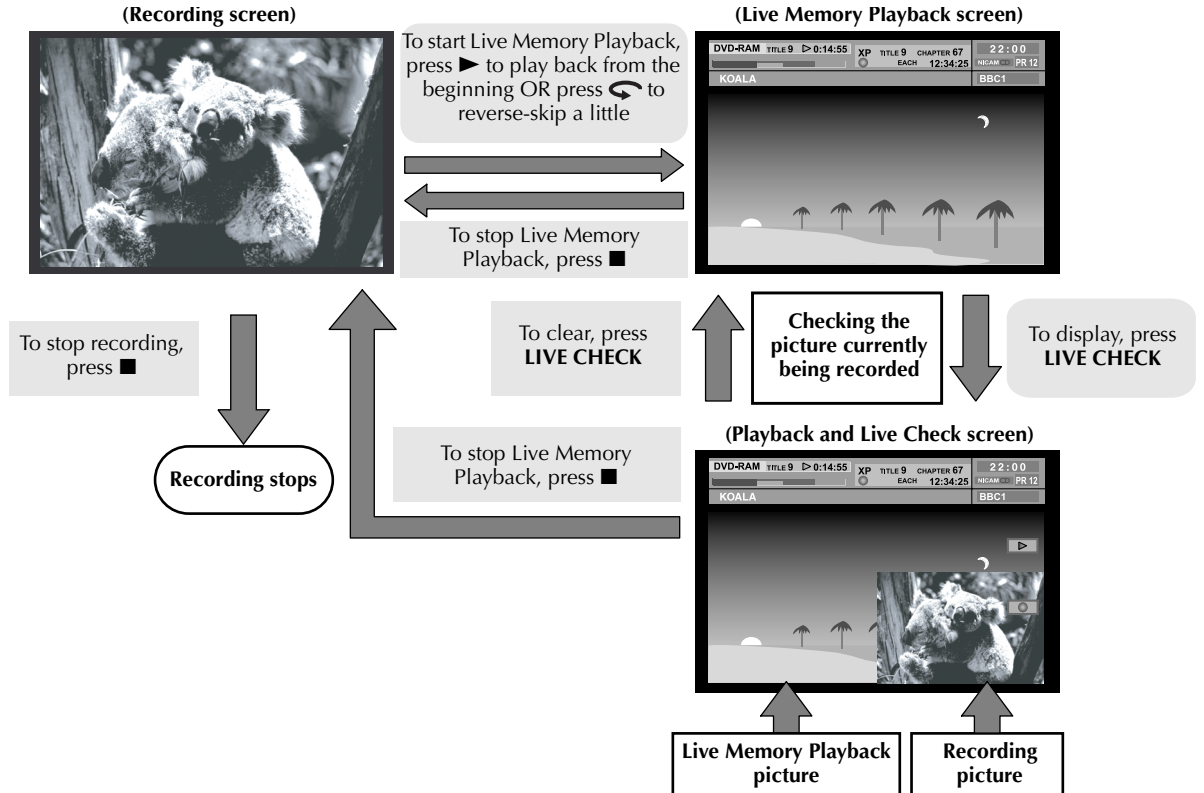 (Recording screen)
To start Live Memory Playback,
press ► to play back from the
beginning OR press to
reverse-skip a little
(Live Memory Playback screen)
DVD-RAM TITLE 9 ▷ 0:14:55 XP TITLE 9 CHAPTER 67 22:00
EACH 12:34:25 NICAM PR 12
KOALA BBC1
To stop Live Memory
Playback, press ■
To stop recording,
press ■
Recording stops
To clear, press
LIVE CHECK
Checking the
picture currently
being recorded
To display, press
LIVE CHECK
To stop Live Memory
Playback, press ■
(Playback and Live Check screen)
DVD-RAM TITLE 9 ▷ 0:14:55 XP TITLE 9 CHAPTER 67 22:00
EACH 12:34:25 NICAM PR 12
KOALA BBC1
Live Memory Playback
picture
Recording
picture